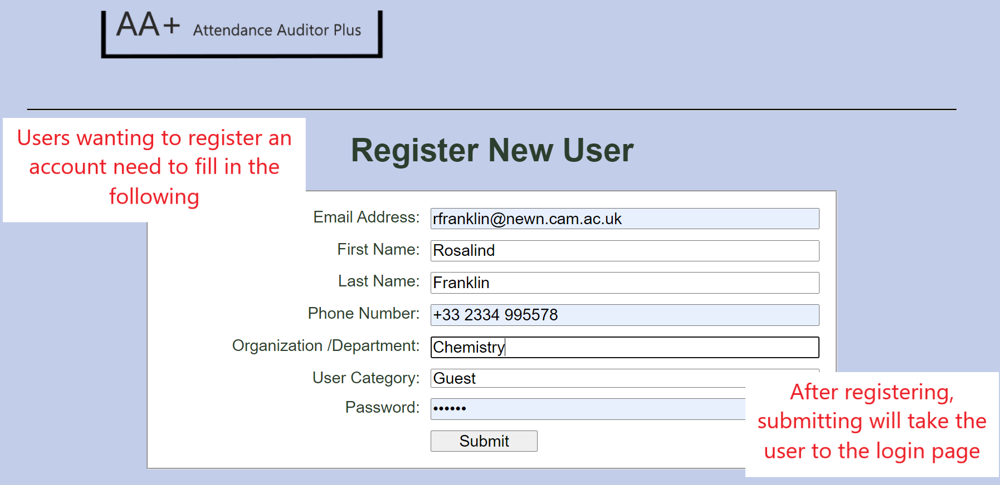 AA+ Attendance Auditor Plus
Users wanting to register an
account need to fill in the
following
Register New User
Email Address: rfranklin@newn.cam.ac.uk
First Name: Rosalind
Last Name: Franklin
Phone Number: +33 2334 995578
Organization /Department: Chemistry
User Category: Guest
Password: ••••••
Submit
After registering,
submitting will take the
user to the login page